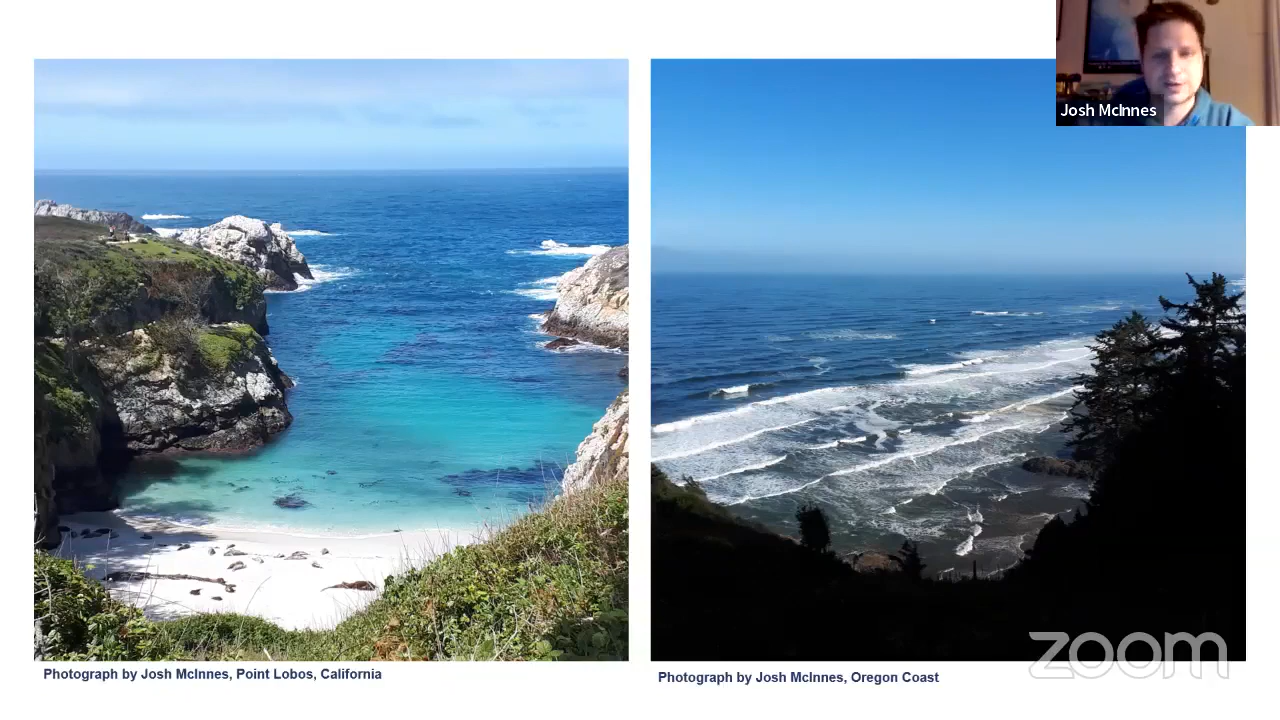 Josh McInnes
Photograph by Josh McInnes, Point Lobos, California
Photograph by Josh McInnes, Oregon Coast
zoom